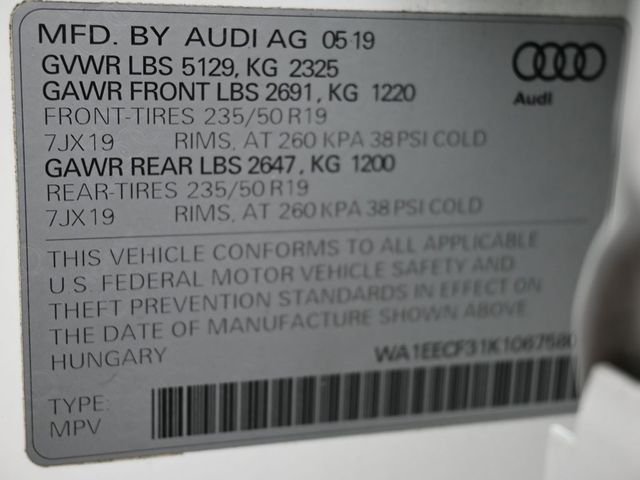 MFD. BY AUDI AG 05 19
GVWR LBS 5129, KG 2325
GAWR FRONT LBS 2691, KG 1220
FRONT-TIRES 235/50 R19
7JX19 RIMS, AT 260 KPA 38 PSI COLD
GAWR REAR LBS 2647, KG 1200
REAR-TIRES 235/50 R19
7JX19 RIMS, AT 260 KPA 38 PSI COLD
Audi
THIS VEHICLE CONFORMS TO ALL APPLICABLE
U.S. FEDERAL MOTOR VEHICLE SAFETY AND
THEFT PREVENTION STANDARDS IN EFFECT ON
THE DATE OF MANUFACTURE SHOWN ABOVE
HUNGARY
TYPE:
MPV